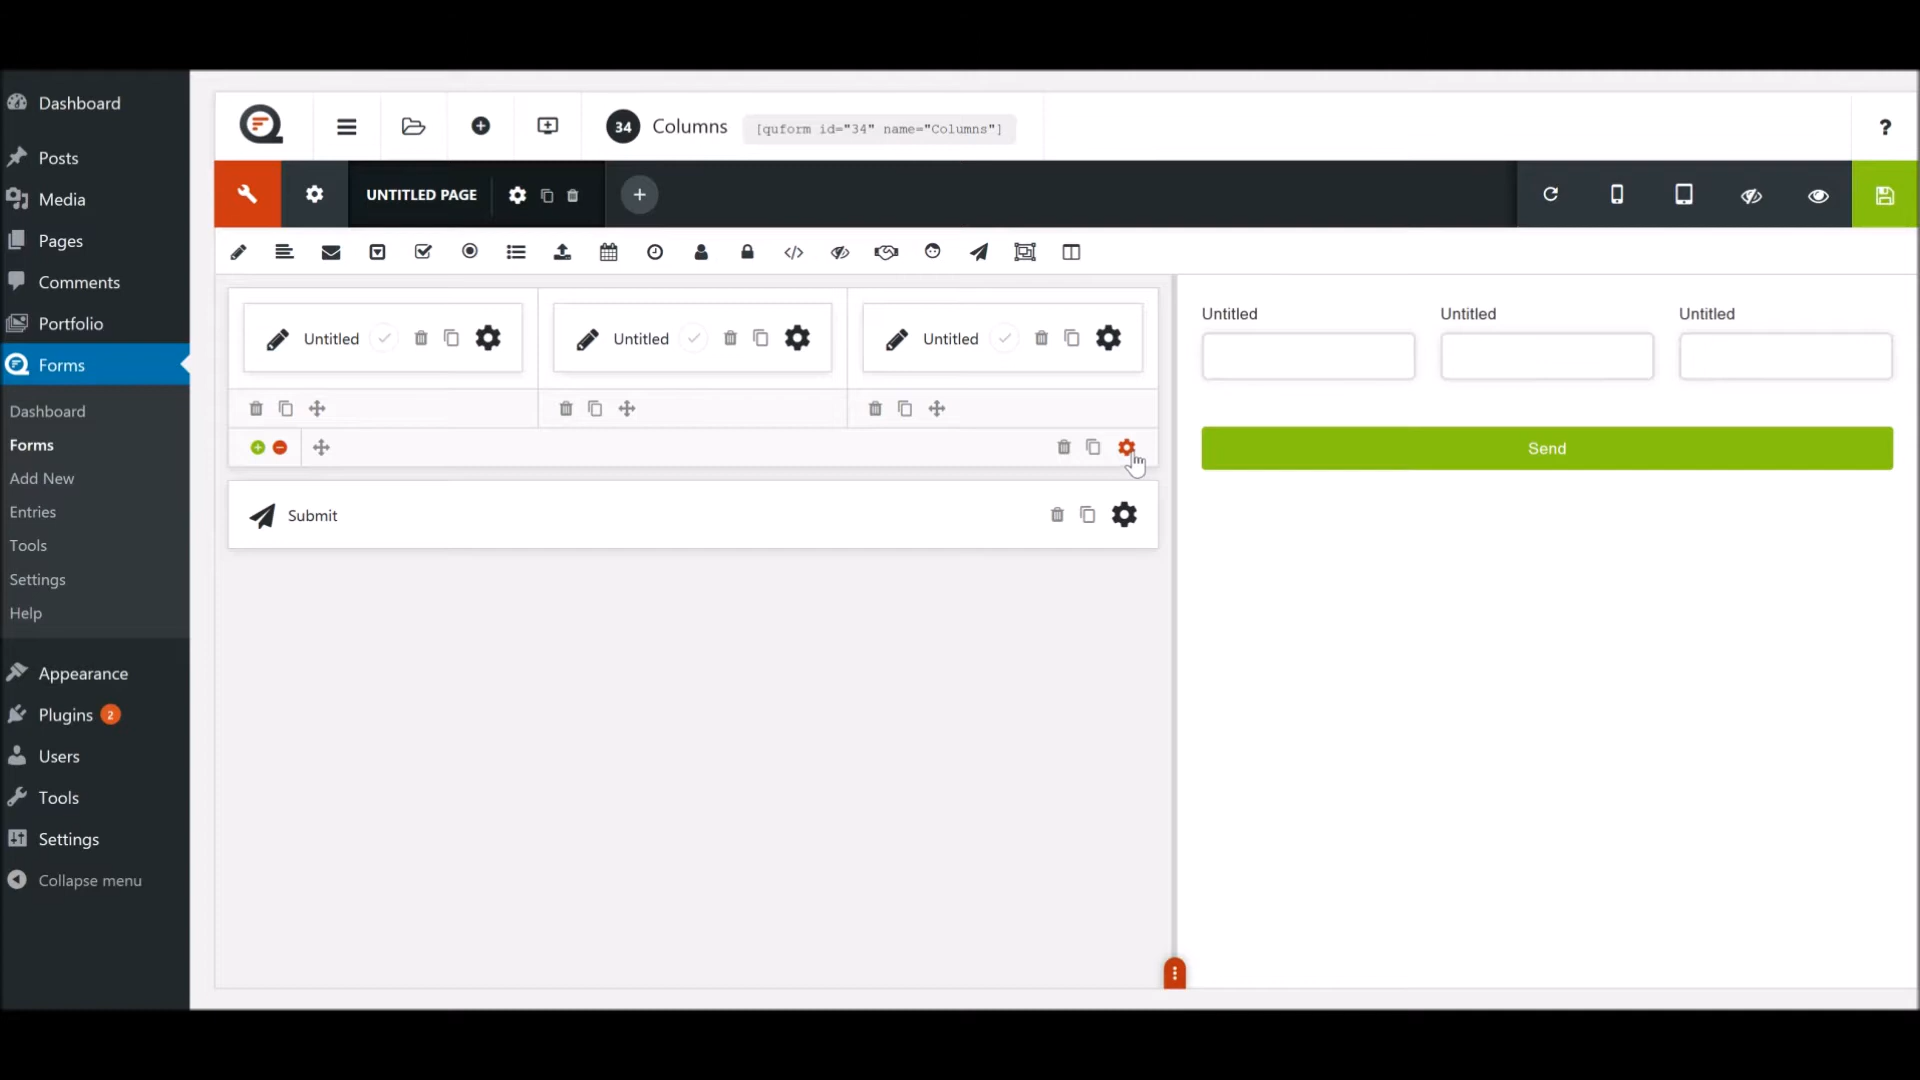 Dashboard
Posts
Media
Pages
Comments
Portfolio
Forms
Dashboard
Forms
Add New
Entries
Tools
Settings
Help
Appearance
Plugins 2
Users
Tools
Settings
Collapse menu
34 Columns [quform id="34" name="Columns"]
?
UNTITLED PAGE
Untitled
Untitled
Untitled
Submit
Untitled
Untitled
Untitled
Send